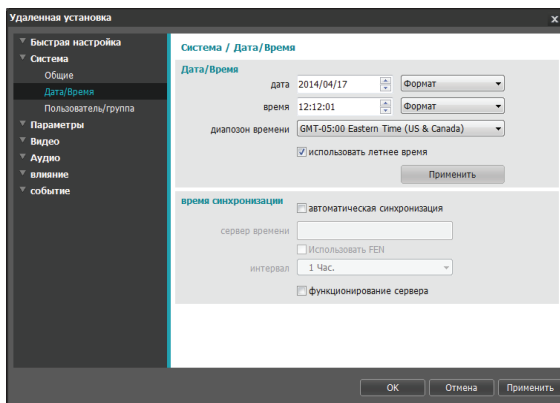 Удаленная установка x
Быстрая настройка
Система
Общие
Дата/Время
Пользователь/группа
Параметры
Видео
Аудио
влияние
событие
Система / Дата/Время
Дата/Время
дата 2014/04/17 Формат
время 12:12:01 Формат
диапозон времени GMT-05:00 Eastern Time (US & Canada)
использовать летнее время
Применить
время синхронизации
автоматическая синхронизация
сервер времени
Использовать FEN
интервал 1 Час.
функционирование сервера
OK Отмена Применить